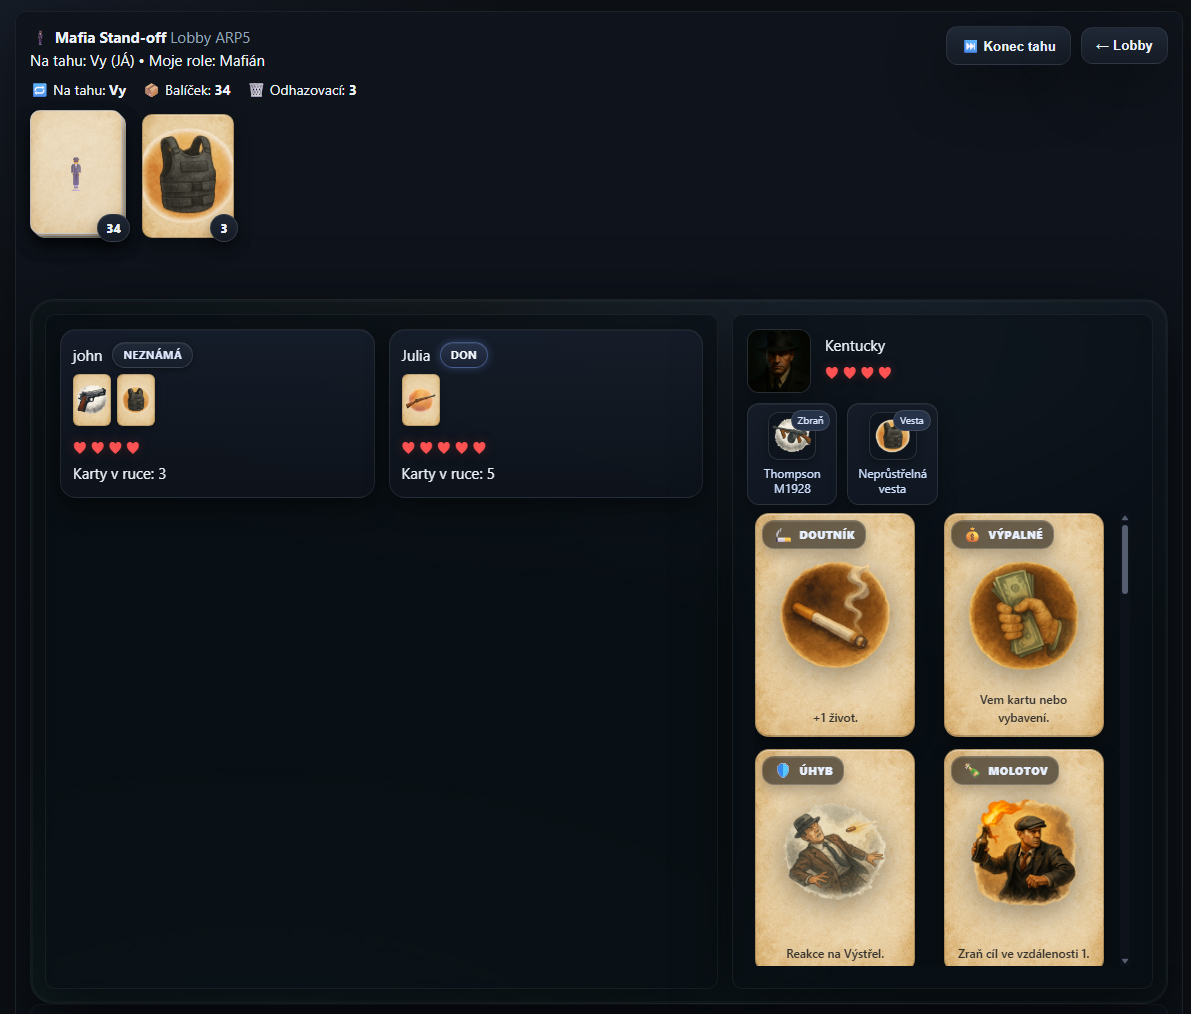 Mafia Stand-off Lobby ARP5
Na tahu: Vy (JÁ) • Moje role: Mafián
Na tahu: Vy Balíček: 34 Odhazovací: 3
Konec tahu
← Lobby
34
3
john NEZNÁMÁ
Karty v ruce: 3
Julia DON
Karty v ruce: 5
Kentucky
Zbraň
Thompson
M1928
Vesta
Neprůstřelná
vesta
DOUTNÍK
+1 život.
VÝPALNÉ
Vem kartu nebo
vybavení.
ÚHYB
Reakce na Výstřel.
MOLOTOV
Zraň cíl ve vzdálenosti 1.